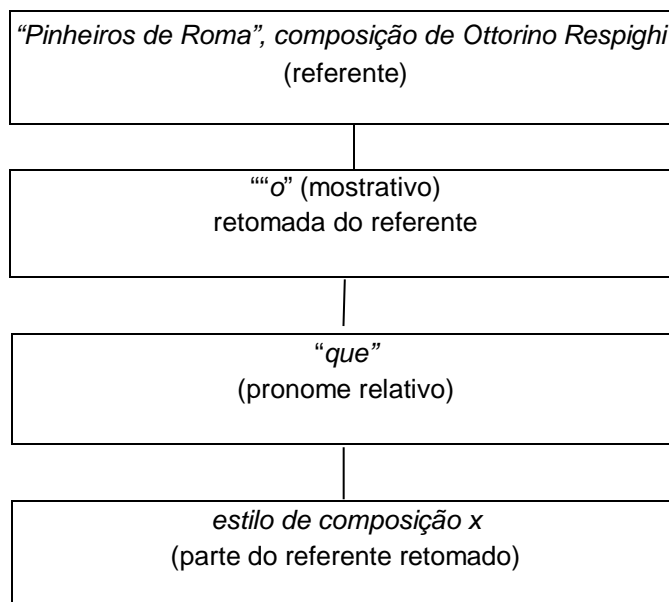 “Pinheiros de Roma”, composição de Ottorino Respighi
(referente)
““o” (mostrativo)
retomada do referente
“que”
(pronome relativo)
estilo de composição x
(parte do referente retomado)